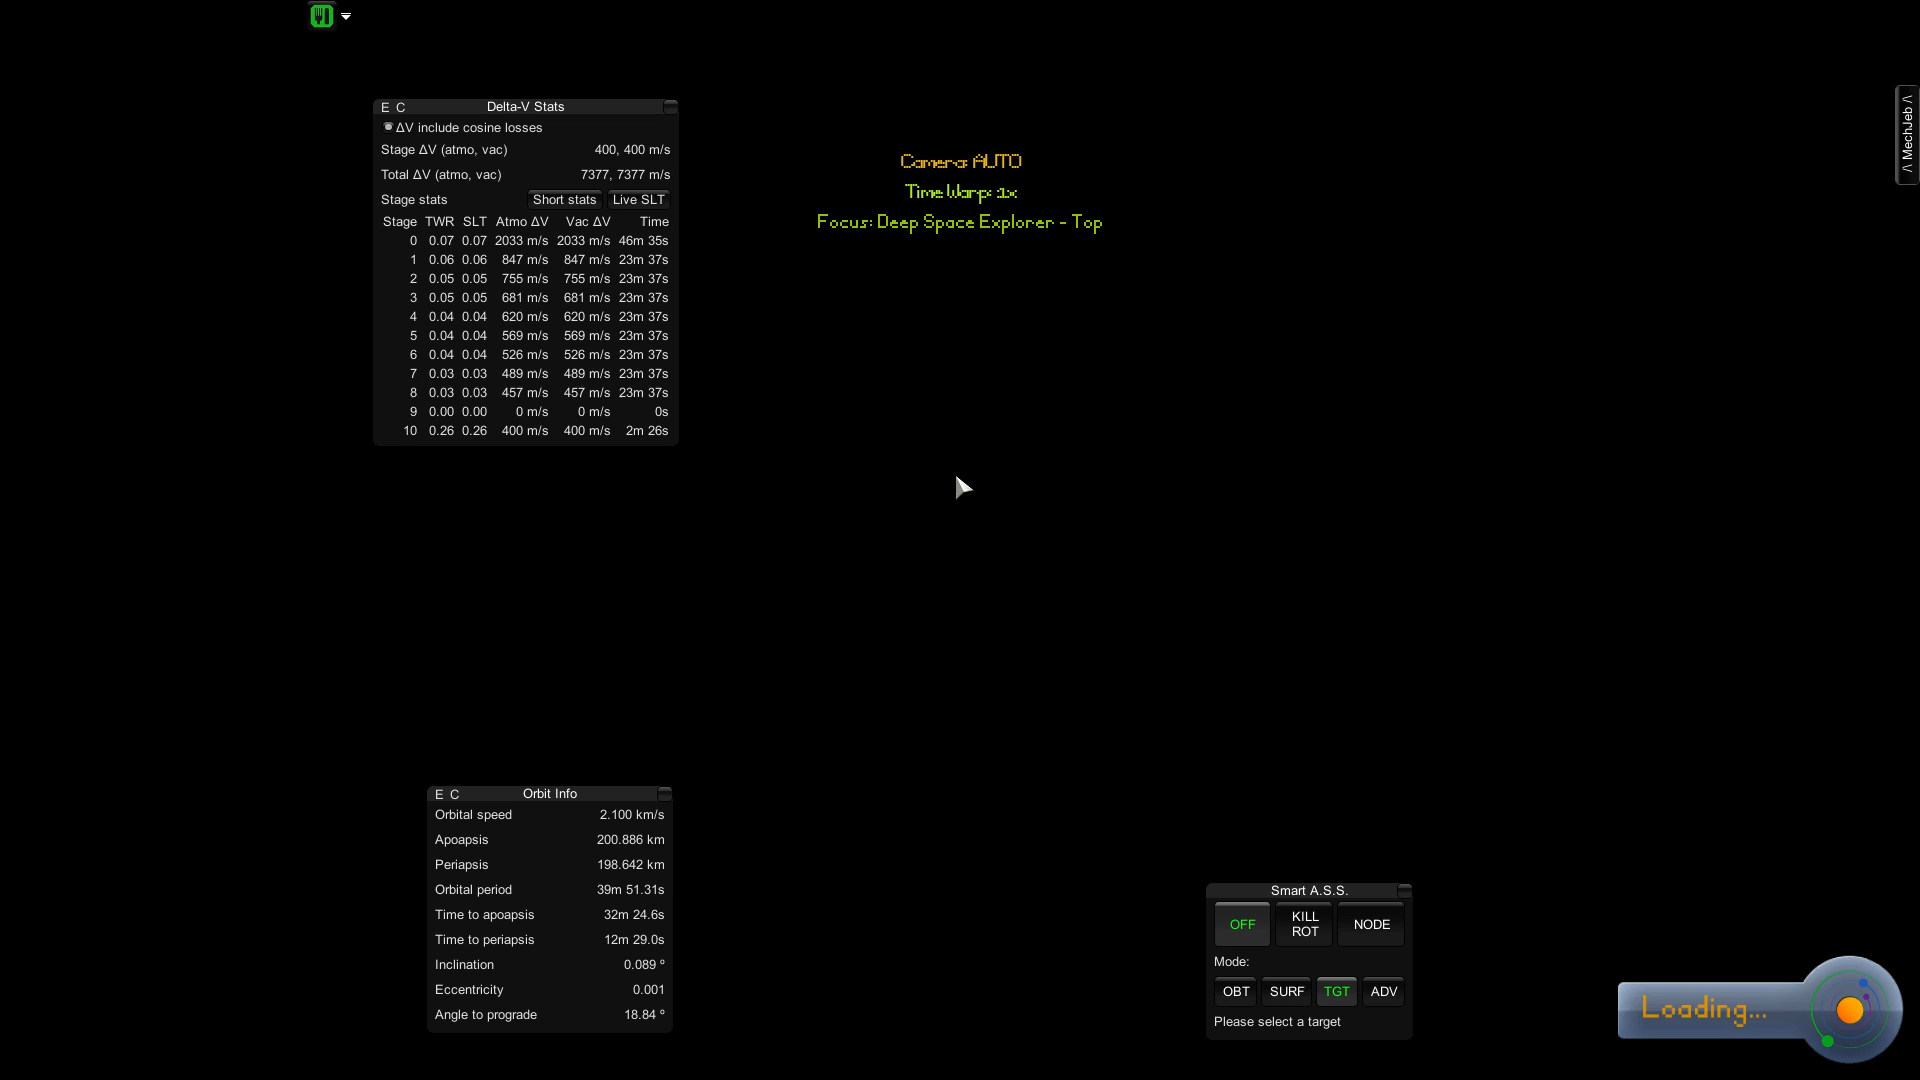 E C Delta-V Stats
ΔV include cosine losses
Stage ΔV (atmo, vac) 400, 400 m/s
Total ΔV (atmo, vac) 7377, 7377 m/s
Stage stats Short stats Live SLT
Stage TWR SLT Atmo ΔV Vac ΔV Time
0 0.07 0.07 2033 m/s 2033 m/s 46m 35s
1 0.06 0.06 847 m/s 847 m/s 23m 37s
2 0.05 0.05 755 m/s 755 m/s 23m 37s
3 0.05 0.05 681 m/s 681 m/s 23m 37s
4 0.04 0.04 620 m/s 620 m/s 23m 37s
5 0.04 0.04 569 m/s 569 m/s 23m 37s
6 0.04 0.04 526 m/s 526 m/s 23m 37s
7 0.03 0.03 489 m/s 489 m/s 23m 37s
8 0.03 0.03 457 m/s 457 m/s 23m 37s
9 0.00 0.00 0 m/s 0 m/s 0s
10 0.26 0.26 400 m/s 400 m/s 2m 26s
Camera: AUTO
Time Warp: 1x
Focus: Deep Space Explorer - Top
\/ MechJeb /\
E C Orbit Info
Orbital speed 2.100 km/s
Apoapsis 200.886 km
Periapsis 198.642 km
Orbital period 39m 51.31s
Time to apoapsis 32m 24.6s
Time to periapsis 12m 29.0s
Inclination 0.089 º
Eccentricity 0.001
Angle to prograde 18.84 º
Smart A.S.S.
OFF KILL ROT NODE
Mode:
OBT SURF TGT ADV
Please select a target
Loading...